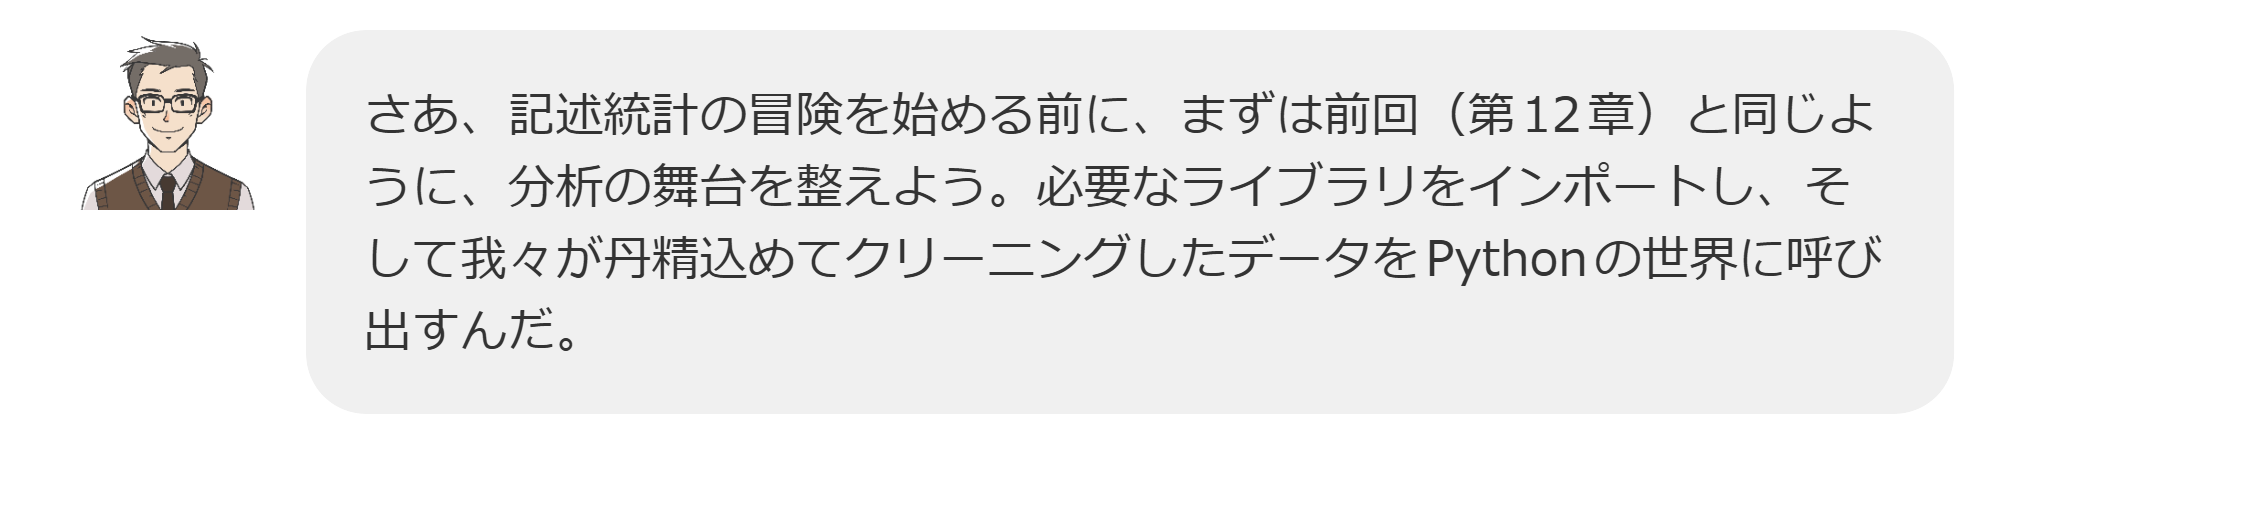 さあ、記述統計の冒険を始める前に、まずは前回（第12章）と同じよ
うに、分析の舞台を整えよう。必要なライブラリをインポートし、そ
して我々が丹精込めてクリーニングしたデータをPythonの世界に呼び
出すんだ。